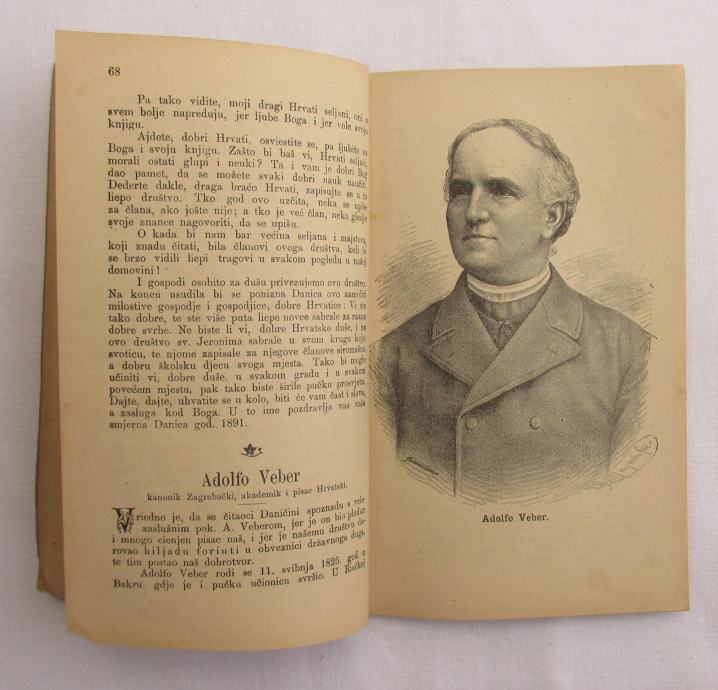 68
Pa tako vidite, moji dragi Hrvati seljani, oni u
svem bolje napreduju, jer ljube Boga i jer vole svoju
knjigu.
Ajdete, dobri Hrvati, osviestite se, pa ljubite uz
Boga i svoju knjigu. Zašto bi baš vi, Hrvati seljaci,
morali ostati glupi i neuki? Ta i vam je dobri Bog
dao pamet, da se možete svaki dobri nauk naučiti.
Dederte dakle, draga braćo Hrvati, zapisujte se u to
liepo društvo. Tko god ovo uzčita, neka se upiše
za člana, ako jošte nije; a tko je već član, neka gledje
svoje znance nagovoriti, da se upišu.
O kada bi nam bar većina seljana i majstora,
koji znadu čitati, bila članovi ovoga društva, koli bi
se brzo vidili liepi tragovi u svakom pogledu u našoj
domovini!
I gospodi osobito za dušu privezujemo ovo društvo.
Na koncu usudila bi se ponizna Danica ovo zamoliti
milostive gospodje i gospodjice, dobre Hrvatice: Vi ste
tako dobre, te ste više puta liepe novce sabrale za razne
dobre svrhe. Ne biste li vi, dobre Hrvatske duše, i za
ovo društvo sv. Jeronima sabrale u svom krugu koju
svoticu, te njome zapisale za njegove članove siromašnu
a dobru školsku djecu svoga mjesta. Tako bi mogle
učiniti vi, dobre duše, u svakom gradu i u svakom
povećem mjestu, pak tako biste širile pučku prosvjetu.
Dajte, dajte, uhvatite se u kolo, biti će vam čast i slava,
a zasluga kod Boga. U to ime pozdravlja vas vaša
smjerna Danica god. 1891.
Adolfo Veber
kanonik Zagrebački, akademik i pisac Hrvatski.
Vriedno je, da se čitaoci Daničini spoznadu s vele-
zaslužnim pok. A. Veberom, jer je on bio pledan
i mnogo cienjen pisac naš, i jer je našemu društvu da-
rovao hiljadu forinti u obveznici državnoga duga,
te tim postao naš dobrotvor.
Adolfo Veber rodi se 11. svibnja 1825. god. u
Bakru, gdje je i pučku učionicu svršio. U Riečkoj
Adolfo Veber.